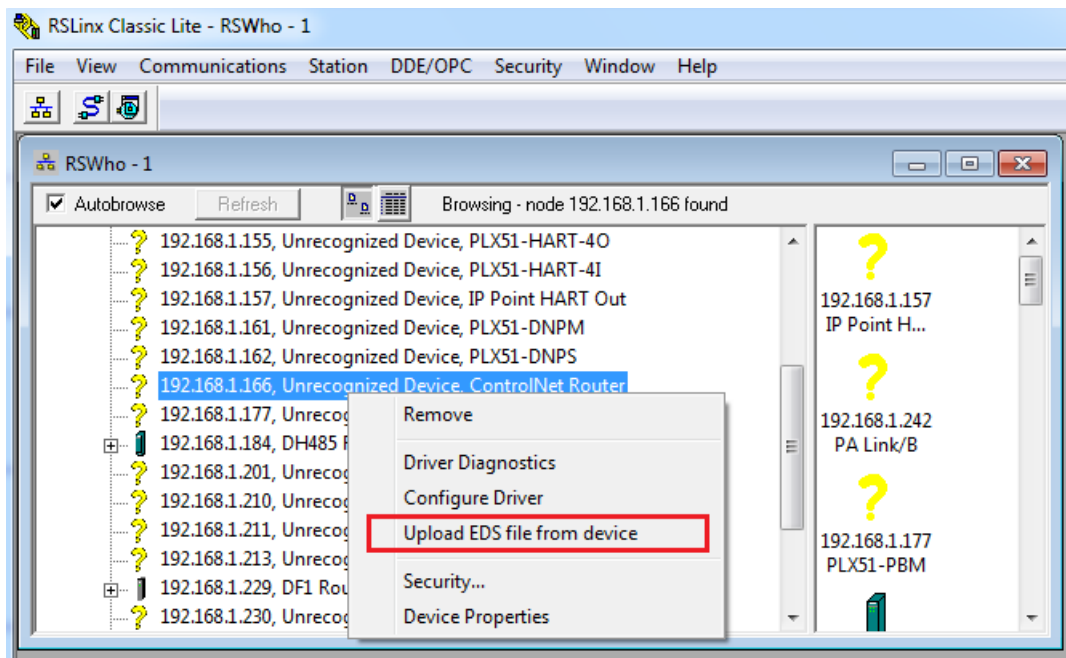 RSLinx Classic Lite - RSWho - 1
File View Communications Station DDE/OPC Security Window Help
RSWho - 1
Autobrowse Refresh Browsing - node 192.168.1.166 found
192.168.1.155, Unrecognized Device, PLX51-HART-4O
192.168.1.156, Unrecognized Device, PLX51-HART-4I
192.168.1.157, Unrecognized Device, IP Point HART Out
192.168.1.161, Unrecognized Device, PLX51-DNPM
192.168.1.162, Unrecognized Device, PLX51-DNPS
192.168.1.166, Unrecognized Device, ControlNet Router
192.168.1.177, Unrecog
192.168.1.184, DH485 R
192.168.1.201, Unrecog
192.168.1.210, Unrecog
192.168.1.211, Unrecog
192.168.1.213, Unrecog
192.168.1.229, DF1 Rou
192.168.1.230, Unrecog
Remove
Driver Diagnostics
Configure Driver
Upload EDS file from device
Security...
Device Properties
192.168.1.157
IP Point H...
192.168.1.242
PA Link/B
192.168.1.177
PLX51-PBM